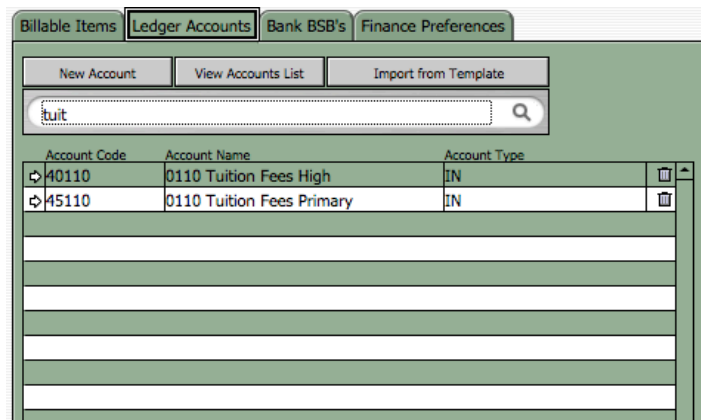 Billable Items Ledger Accounts Bank BSB's Finance Preferences
New Account View Accounts List Import from Template
tuit
Account Code Account Name Account Type
40110 0110 Tuition Fees High IN
45110 0110 Tuition Fees Primary IN